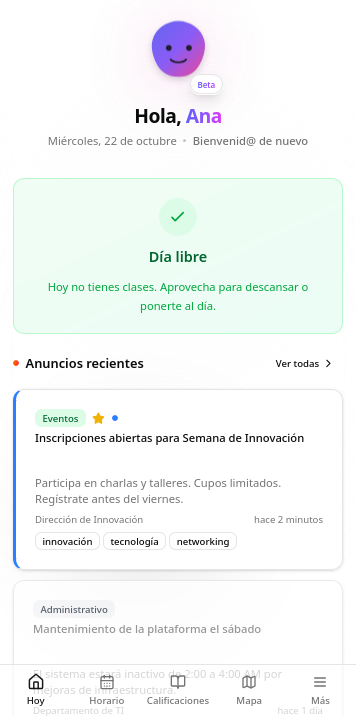 Beta
Hola, Ana
Miércoles, 22 de octubre • Bienvenid@ de nuevo
Día libre
Hoy no tienes clases. Aprovecha para descansar o
ponerte al día.
Anuncios recientes
Ver todas
Eventos
Inscripciones abiertas para Semana de Innovación
Participa en charlas y talleres. Cupos limitados.
Regístrate antes del viernes.
Dirección de Innovación
hace 2 minutos
innovación
tecnología
networking
Administrativo
Mantenimiento de la plataforma el sábado
El sistema estará inactivo de 2:00 a 4:00 AM por
mejoras de infraestructura.
Departamento de TI
hace 1 día
Hoy
Horario
Calificaciones
Mapa
Más